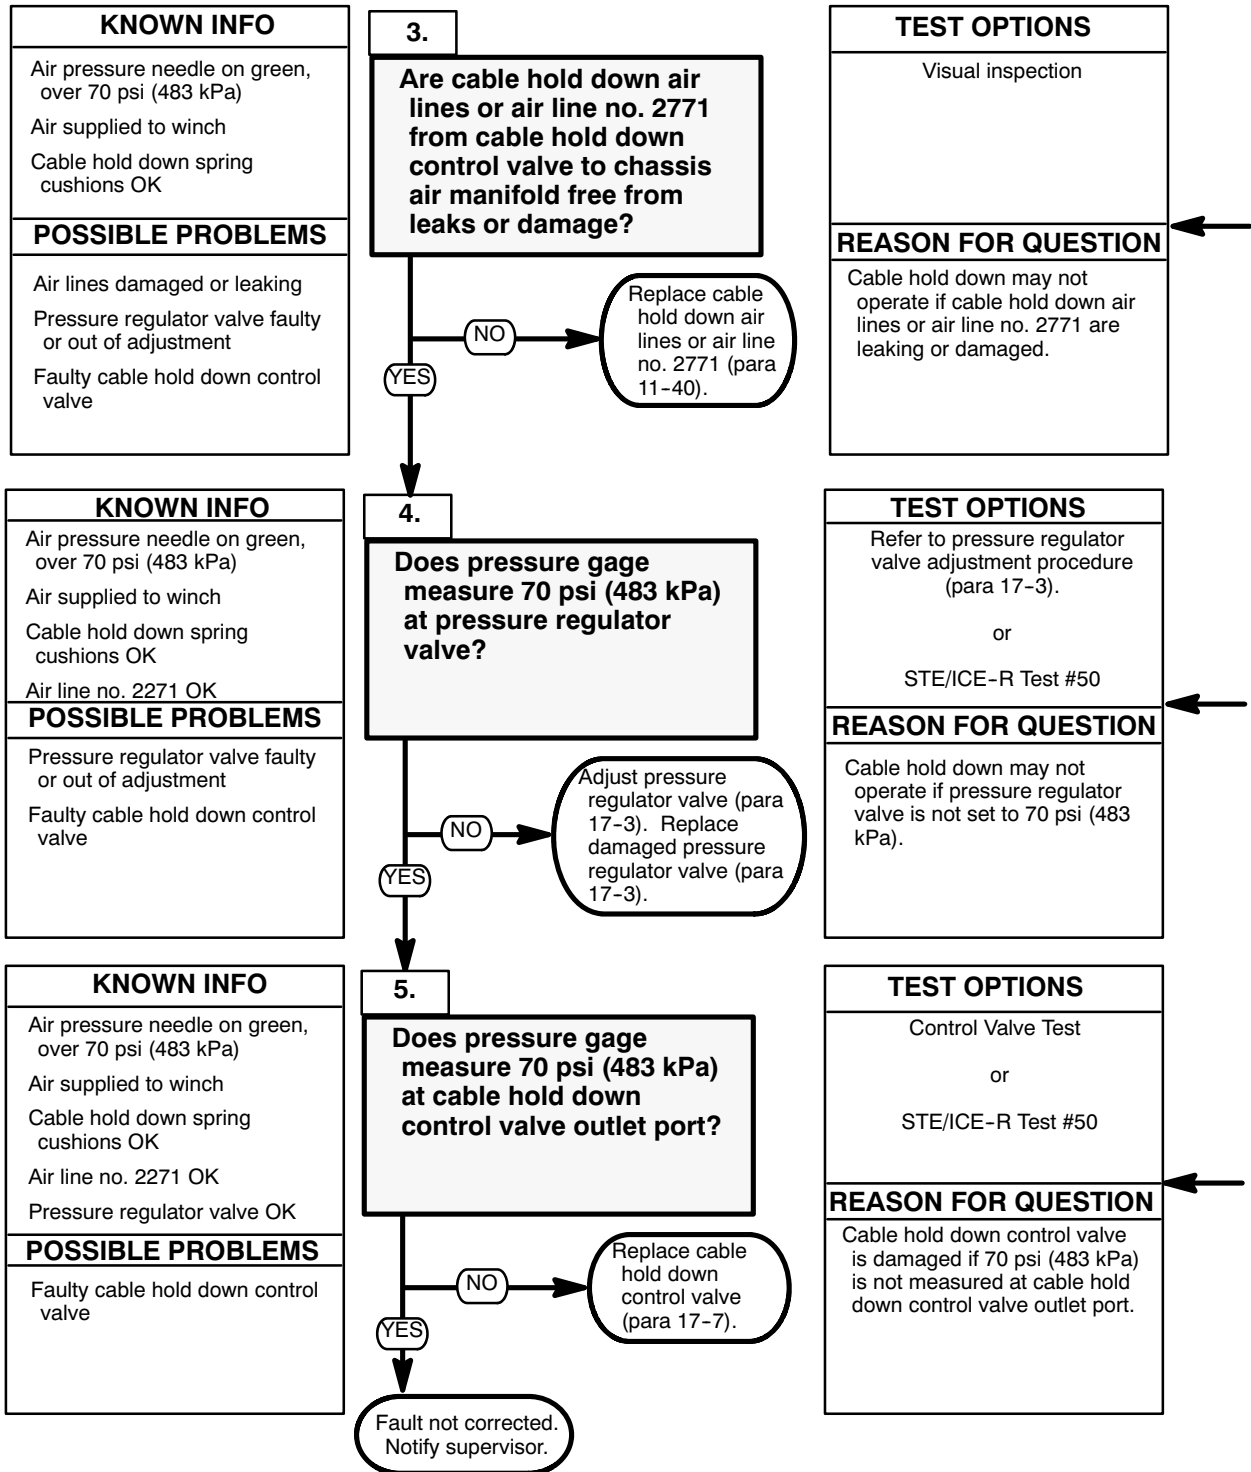 KNOWN INFO
Air pressure needle on green,
over 70 psi (483 kPa)
Air supplied to winch
Cable hold down spring
cushions OK
POSSIBLE PROBLEMS
Air lines damaged or leaking
Pressure regulator valve faulty
or out of adjustment
Faulty cable hold down control
valve
3.
Are cable hold down air
lines or air line no. 2771
from cable hold down
control valve to chassis
air manifold free from
leaks or damage?
NO
Replace cable
hold down air
lines or air line
no. 2771 (para
11-40).
YES
TEST OPTIONS
Visual inspection
REASON FOR QUESTION
Cable hold down may not
operate if cable hold down air
lines or air line no. 2771 are
leaking or damaged.
KNOWN INFO
Air pressure needle on green,
over 70 psi (483 kPa)
Air supplied to winch
Cable hold down spring
cushions OK
Air line no. 2271 OK
POSSIBLE PROBLEMS
Pressure regulator valve faulty
or out of adjustment
Faulty cable hold down control
valve
4.
Does pressure gage
measure 70 psi (483 kPa)
at pressure regulator
valve?
NO
Adjust pressure
regulator valve (para
17-3). Replace
damaged pressure
regulator valve (para
17-3).
YES
TEST OPTIONS
Refer to pressure regulator
valve adjustment procedure
(para 17-3).
or
STE/ICE-R Test #50
REASON FOR QUESTION
Cable hold down may not
operate if pressure regulator
valve is not set to 70 psi (483
kPa).
KNOWN INFO
Air pressure needle on green,
over 70 psi (483 kPa)
Air supplied to winch
Cable hold down spring
cushions OK
Air line no. 2271 OK
Pressure regulator valve OK
POSSIBLE PROBLEMS
Faulty cable hold down control
valve
5.
Does pressure gage
measure 70 psi (483 kPa)
at cable hold down
control valve outlet port?
NO
Replace cable
hold down
control valve
(para 17-7).
YES
Fault not corrected.
Notify supervisor.
TEST OPTIONS
Control Valve Test
or
STE/ICE-R Test #50
REASON FOR QUESTION
Cable hold down control valve
is damaged if 70 psi (483 kPa)
is not measured at cable hold
down control valve outlet port.